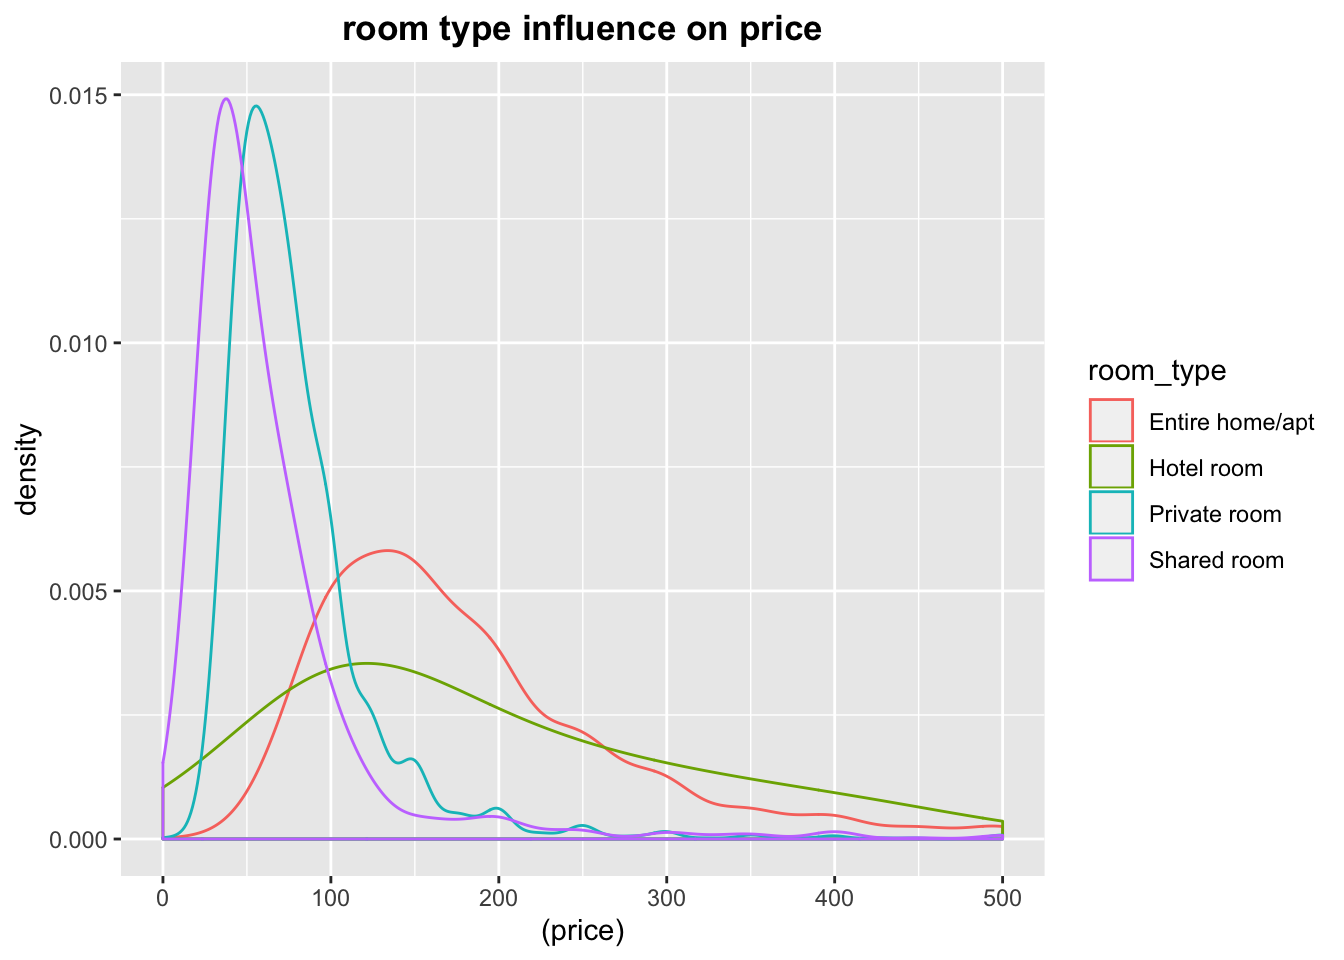 room type influence on price
0.015
0.010
0.005
0.000
density
0 100 200 300 400 500
(price)
room_type
Entire home/apt
Hotel room
Private room
Shared room